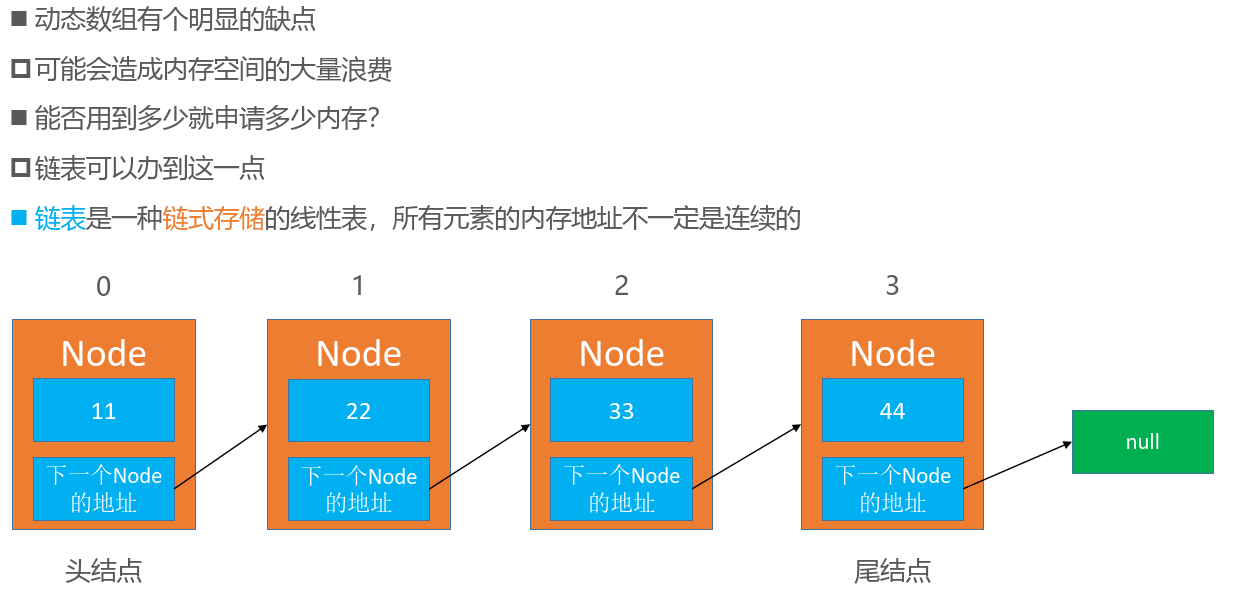 动态数组有个明显的缺点
可能会造成内存空间的大量浪费
能否用到多少就申请多少内存?
链表可以办到这一点
链表是一种链式存储的线性表，所有元素的内存地址不一定是连续的
0 1 2 3
Node Node Node Node
11 22 33 44
null
下一个Node 下一个Node 下一个Node 下一个Node
的地址 的地址 的地址 的地址
头结点 尾结点